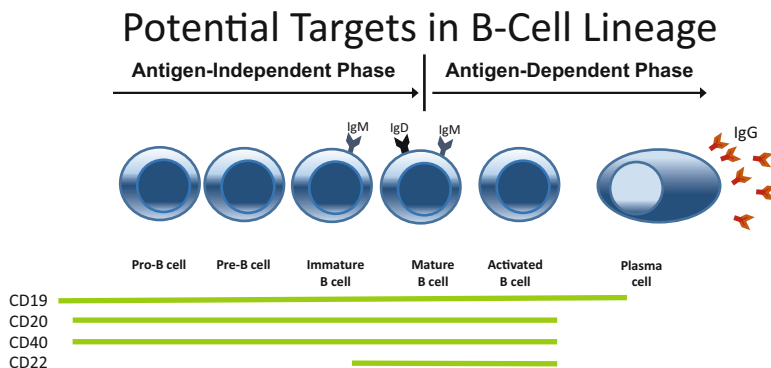 Potential Targets in B-Cell Lineage
Antigen-Independent Phase
Antigen-Dependent Phase
IgM
IgD
IgM
IgG
Pro-B cell
Pre-B cell
Immature
B cell
Mature
B cell
Activated
B cell
Plasma
cell
CD19
CD20
CD40
CD22